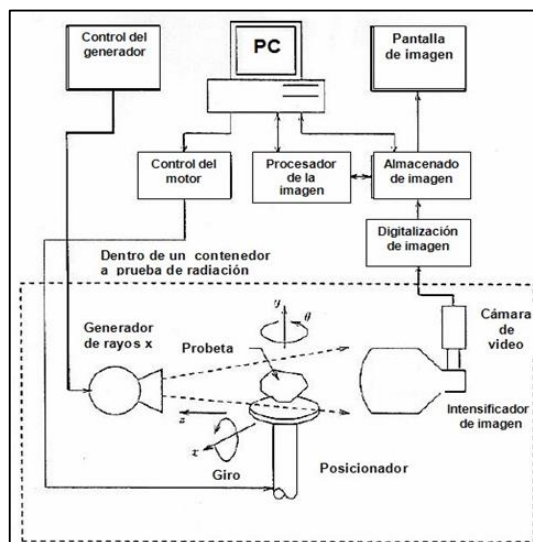 Control del
generador
PC
Pantalla
de imagen
Control del
motor
Procesador
de la
imagen
Almacenado
de imagen
Digitalización
de imagen
Dentro de un contenedor
a prueba de radiación
Generador
de rayos x
Probeta
y
θ
Cámara
de video
z
x
Giro
Posicionador
Intensificador
de imagen